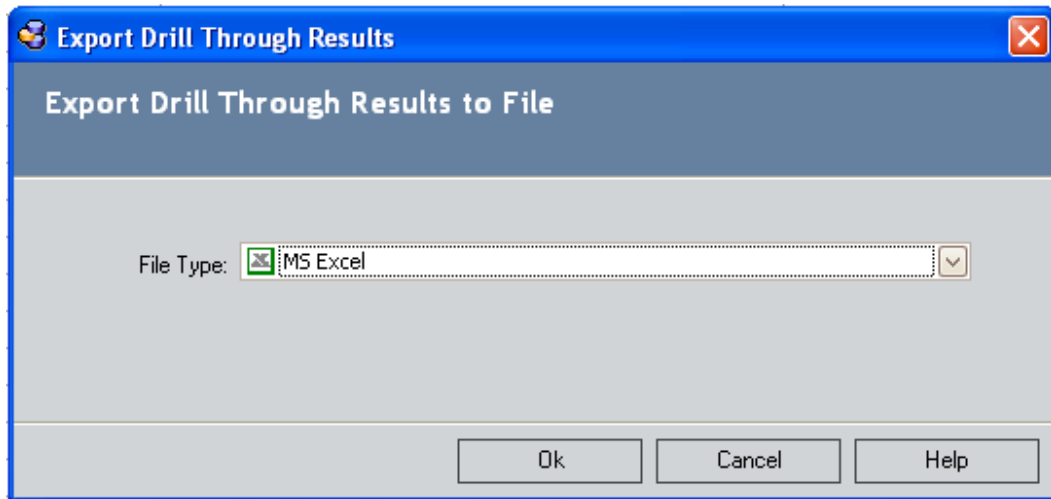 Export Drill Through Results
Export Drill Through Results to File
File Type: MS Excel
Ok Cancel Help